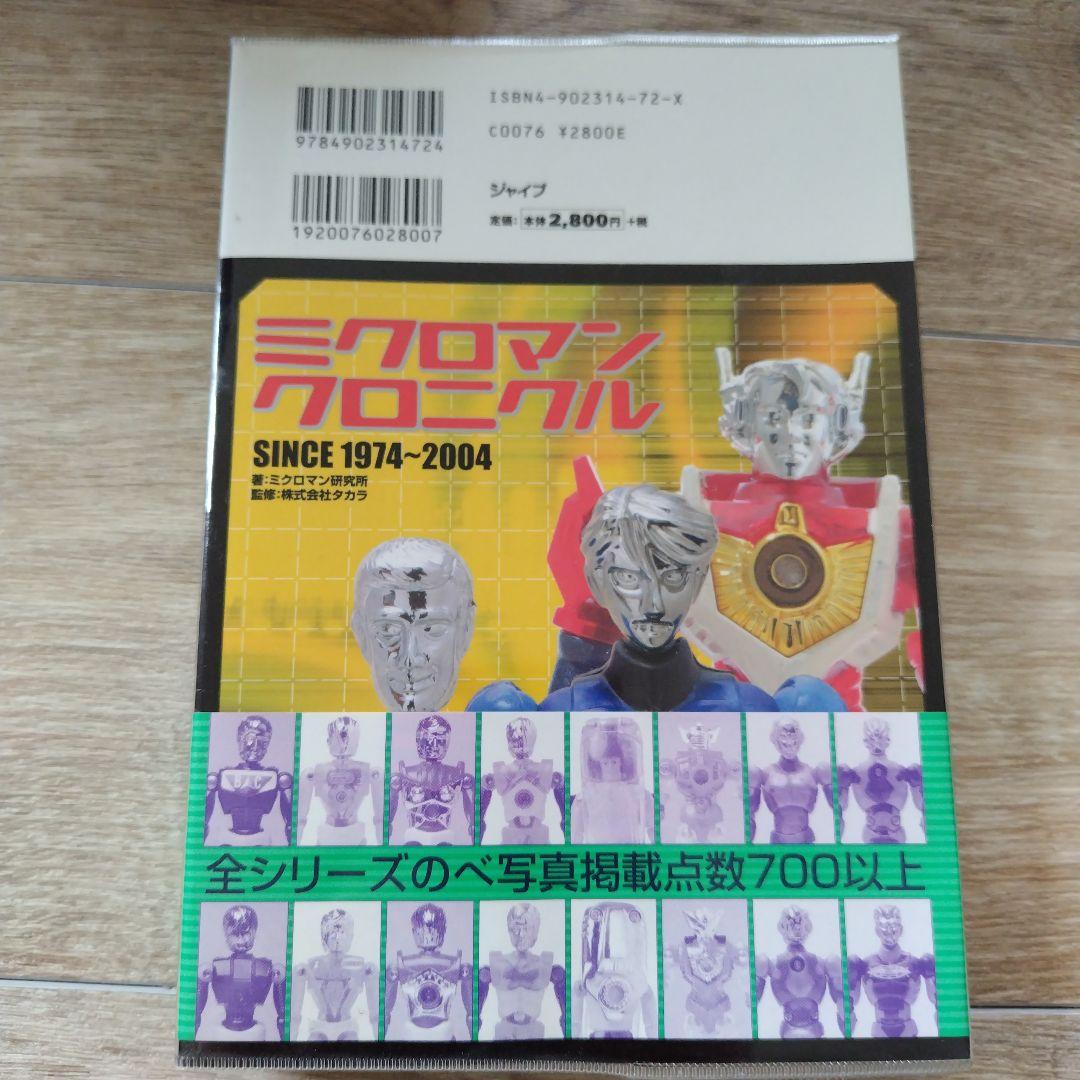 ISBN4-902314-72-X
C0076 ¥2800E
9784902314724
ジャイブ
定価：本体2,800円＋税
1920076028007
ミクロマン
クロニクル
SINCE 1974~2004
著：ミクロマン研究所
監修：株式会社タカラ
全シリーズのべ写真掲載点数700以上